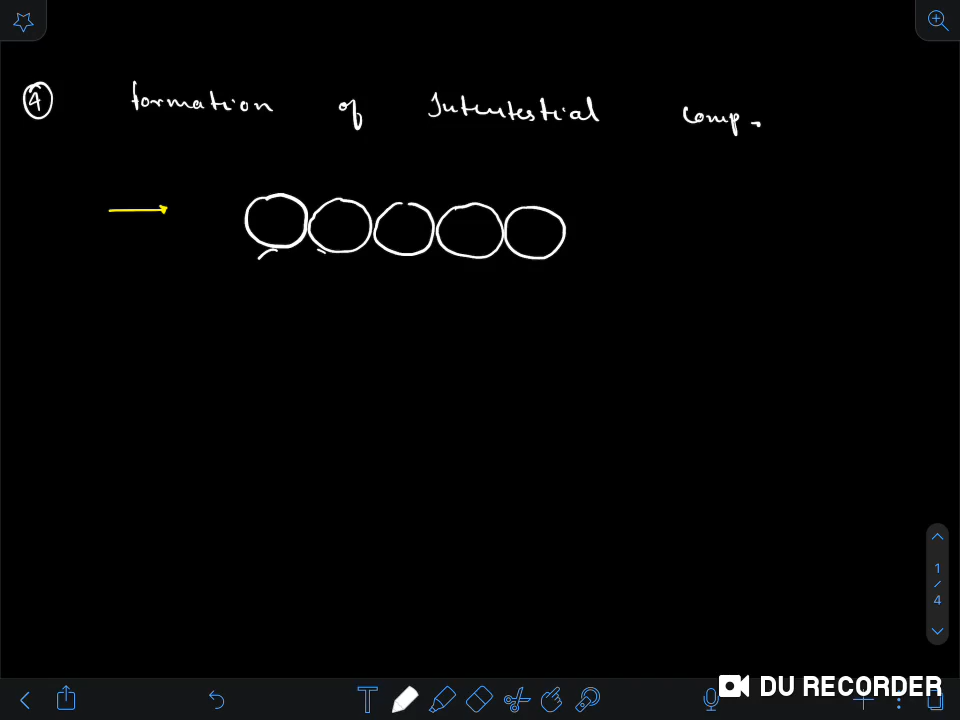 ④ formation of Intertestial comp.
1
/
4
T
DU RECORDER